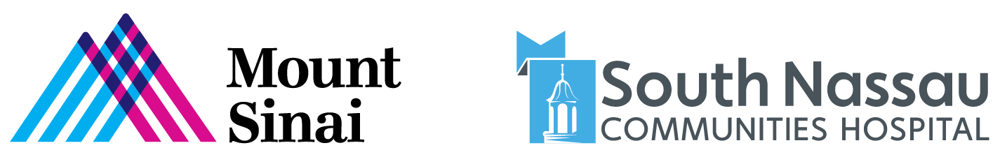 Mount
Sinai
South Nassau
COMMUNITIES HOSPITAL